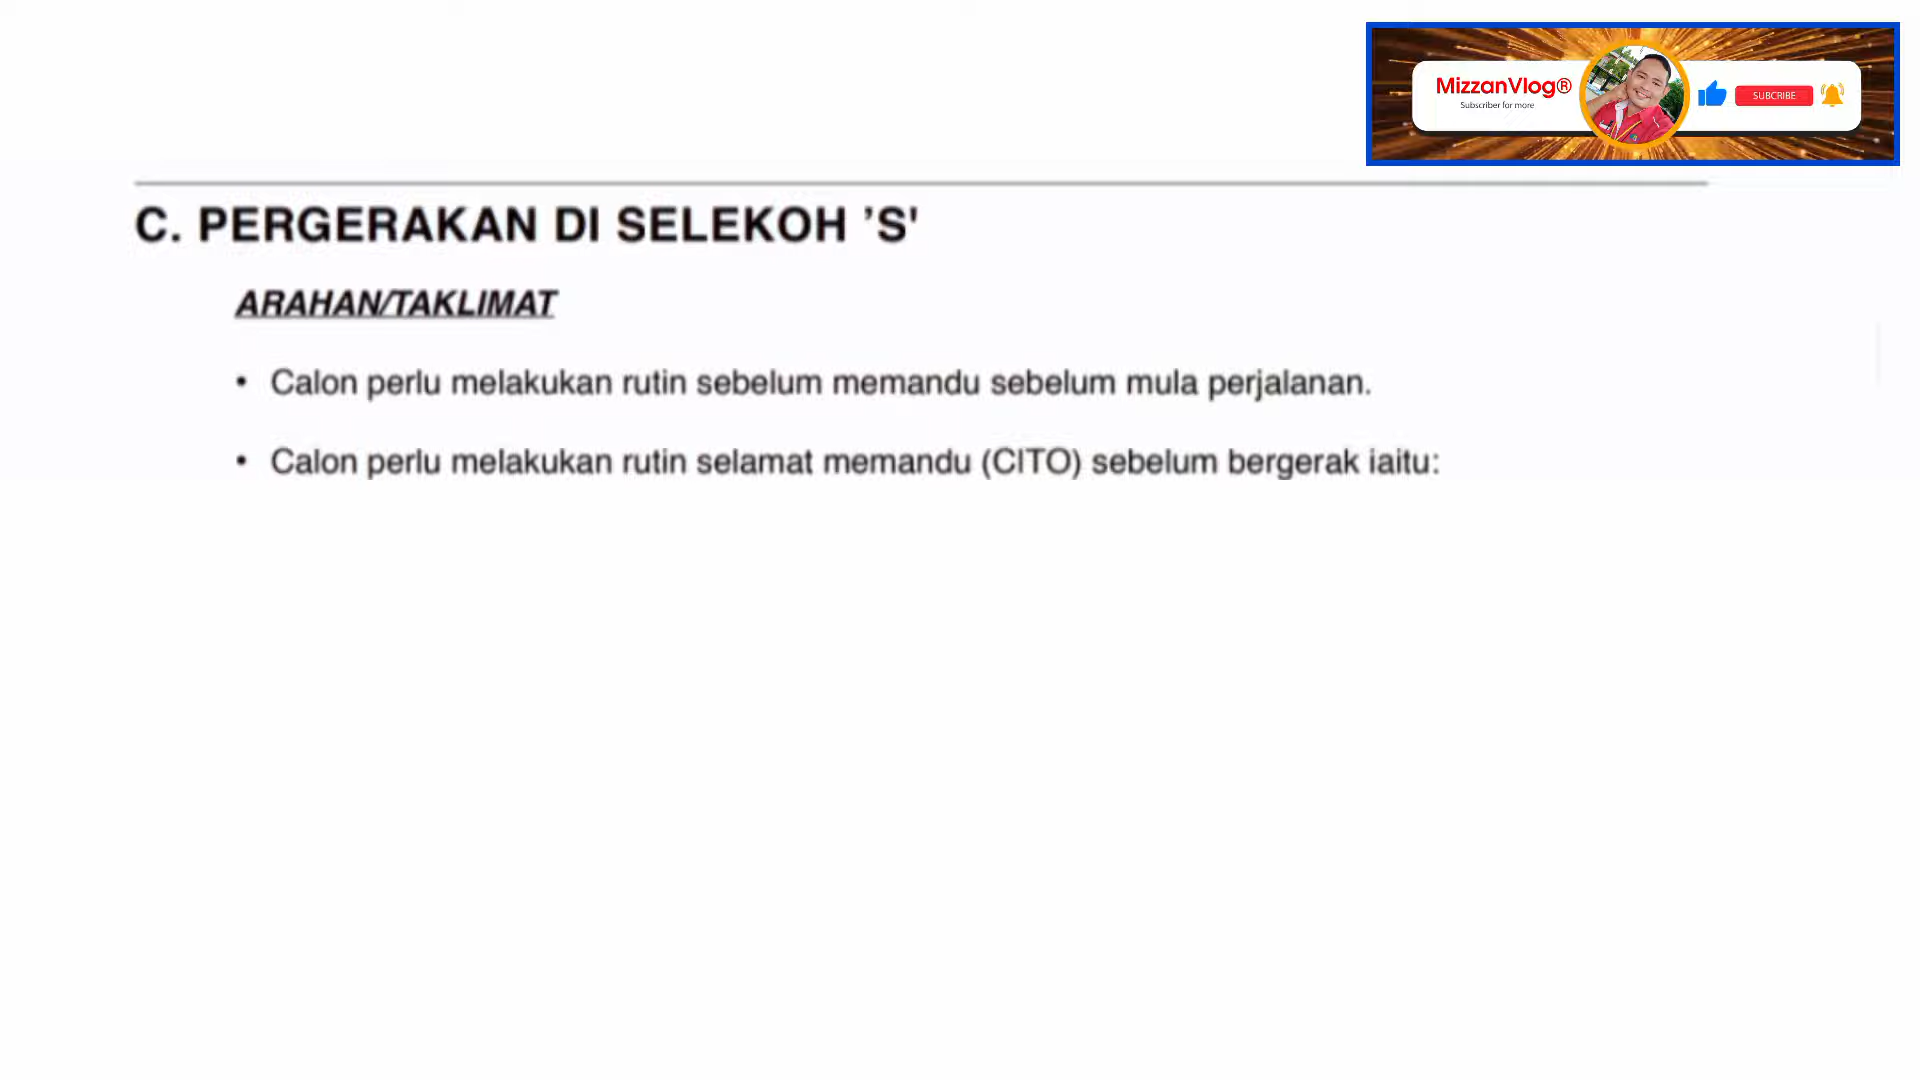 MizzanVlog®
Subscriber for more
SUBCRIBE
C. PERGERAKAN DI SELEKOH ’S'
ARAHAN/TAKLIMAT
• Calon perlu melakukan rutin sebelum memandu sebelum mula perjalanan.
• Calon perlu melakukan rutin selamat memandu (CITO) sebelum bergerak iaitu: